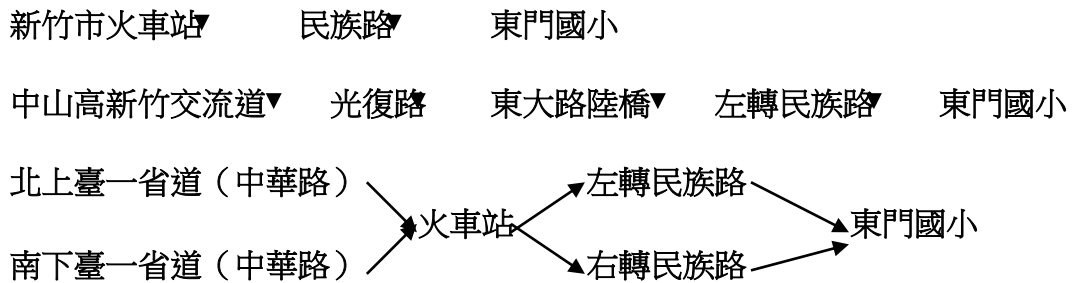 新竹市火車站 民族路 東門國小
中山高新竹交流道 光復路 東大路陸橋 左轉民族路 東門國小
北上臺一省道（中華路） 左轉民族路
火車站 東門國小
南下臺一省道（中華路） 右轉民族路